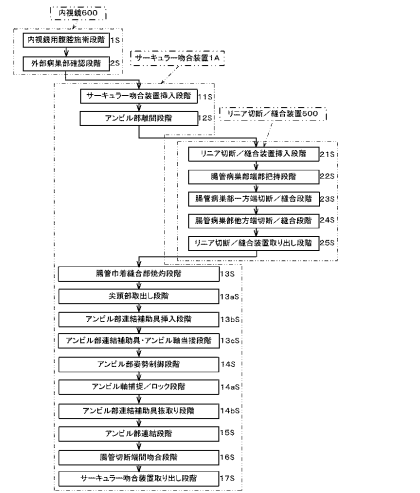 内視鏡600
内視鏡用腹腔施術段階 1S
外部病巣部確認段階 2S
サーキュラー吻合装置1A
サーキュラー吻合装置挿入段階 11S
アンビル部離間段階 12S
リニア切断/縫合装置500
リニア切断/縫合装置挿入段階 21S
腸管病巣部端部把持段階 22S
腸管病巣部一方端切断/縫合段階 23S
腸管病巣部他方端切断/縫合段階 24S
リニア切断/縫合装置取り出し段階 25S
腸管巾着縫合部焼灼段階 13S
尖頭部取出し段階 13aS
アンビル部連結補助具挿入段階 13bS
アンビル部連結補助具・アンビル軸当接段階 13cS
アンビル部姿勢制御段階 14S
アンビル軸捕捉/ロック段階 14aS
アンビル部連結補助具抜取り段階 14bS
アンビル部連結段階 15S
腸管切断端間吻合段階 16S
サーキュラー吻合装置取り出し段階 17S